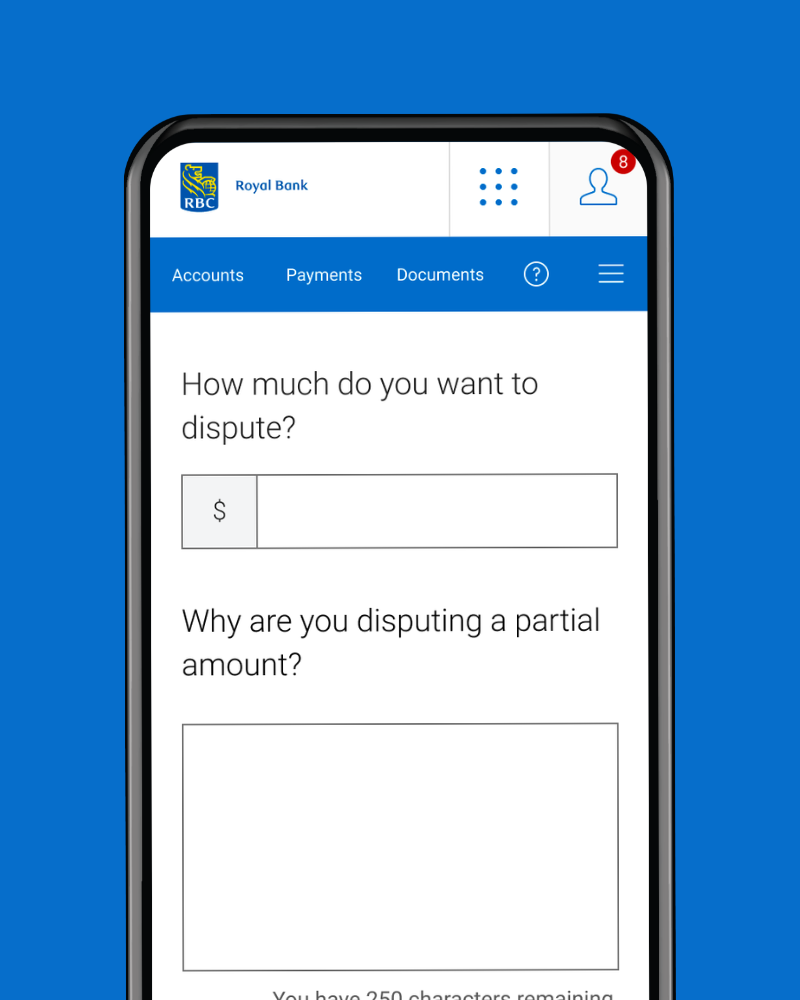 RBC
Royal Bank
8
Accounts
Payments
Documents
?
How much do you want to
dispute?
$
Why are you disputing a partial
amount?
You have 250 characters remaining